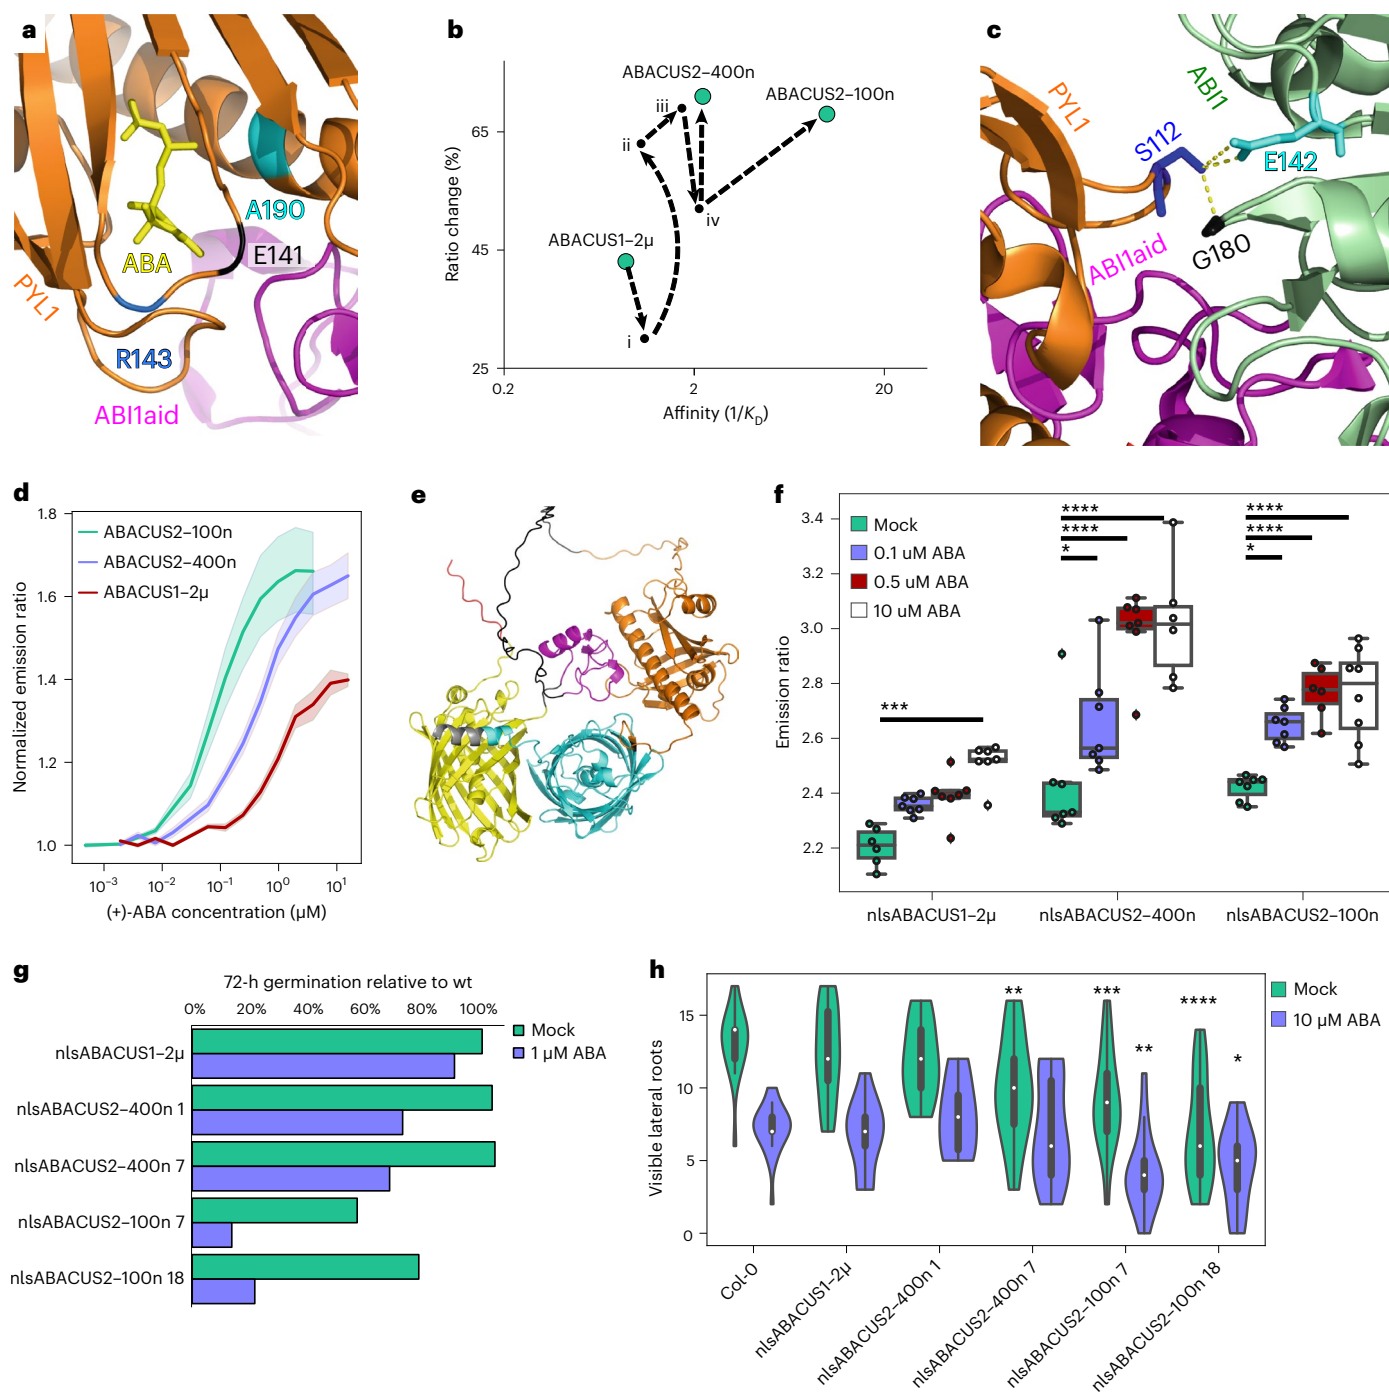 a
ABA
A190
E141
PYL1
R143
ABI1aid
b
Ratio change (%)
65
45
25
0.2
2
20
Affinity (1/KD)
ABACUS2–400n
ABACUS2–100n
ABACUS1–2µ
i
ii
iii
iv
c
PYL1
ABI1
S112
E142
G180
ABI1aid
d
Normalized emission ratio
1.8
1.6
1.4
1.2
1.0
ABACUS2–100n
ABACUS2–400n
ABACUS1–2µ
10⁻³
10⁻²
10⁻¹
10⁰
10¹
(+)-ABA concentration (µM)
e
f
Emission ratio
3.4
3.2
3.0
2.8
2.6
2.4
2.2
Mock
0.1 uM ABA
0.5 uM ABA
10 uM ABA
***
****
****
*
****
****
*
nlsABACUS1–2µ
nlsABACUS2–400n
nlsABACUS2–100n
g
72-h germination relative to wt
0%
20%
40%
60%
80%
100%
nlsABACUS1–2µ
nlsABACUS2–400n 1
nlsABACUS2–400n 7
nlsABACUS2–100n 7
nlsABACUS2–100n 18
Mock
1 µM ABA
h
Visible lateral roots
15
10
5
0
**
***
**
****
*
Mock
10 µM ABA
Col-0
nlsABACUS1–2µ
nlsABACUS2–400n 1
nlsABACUS2–400n 7
nlsABACUS2–100n 7
nlsABACUS2–100n 18